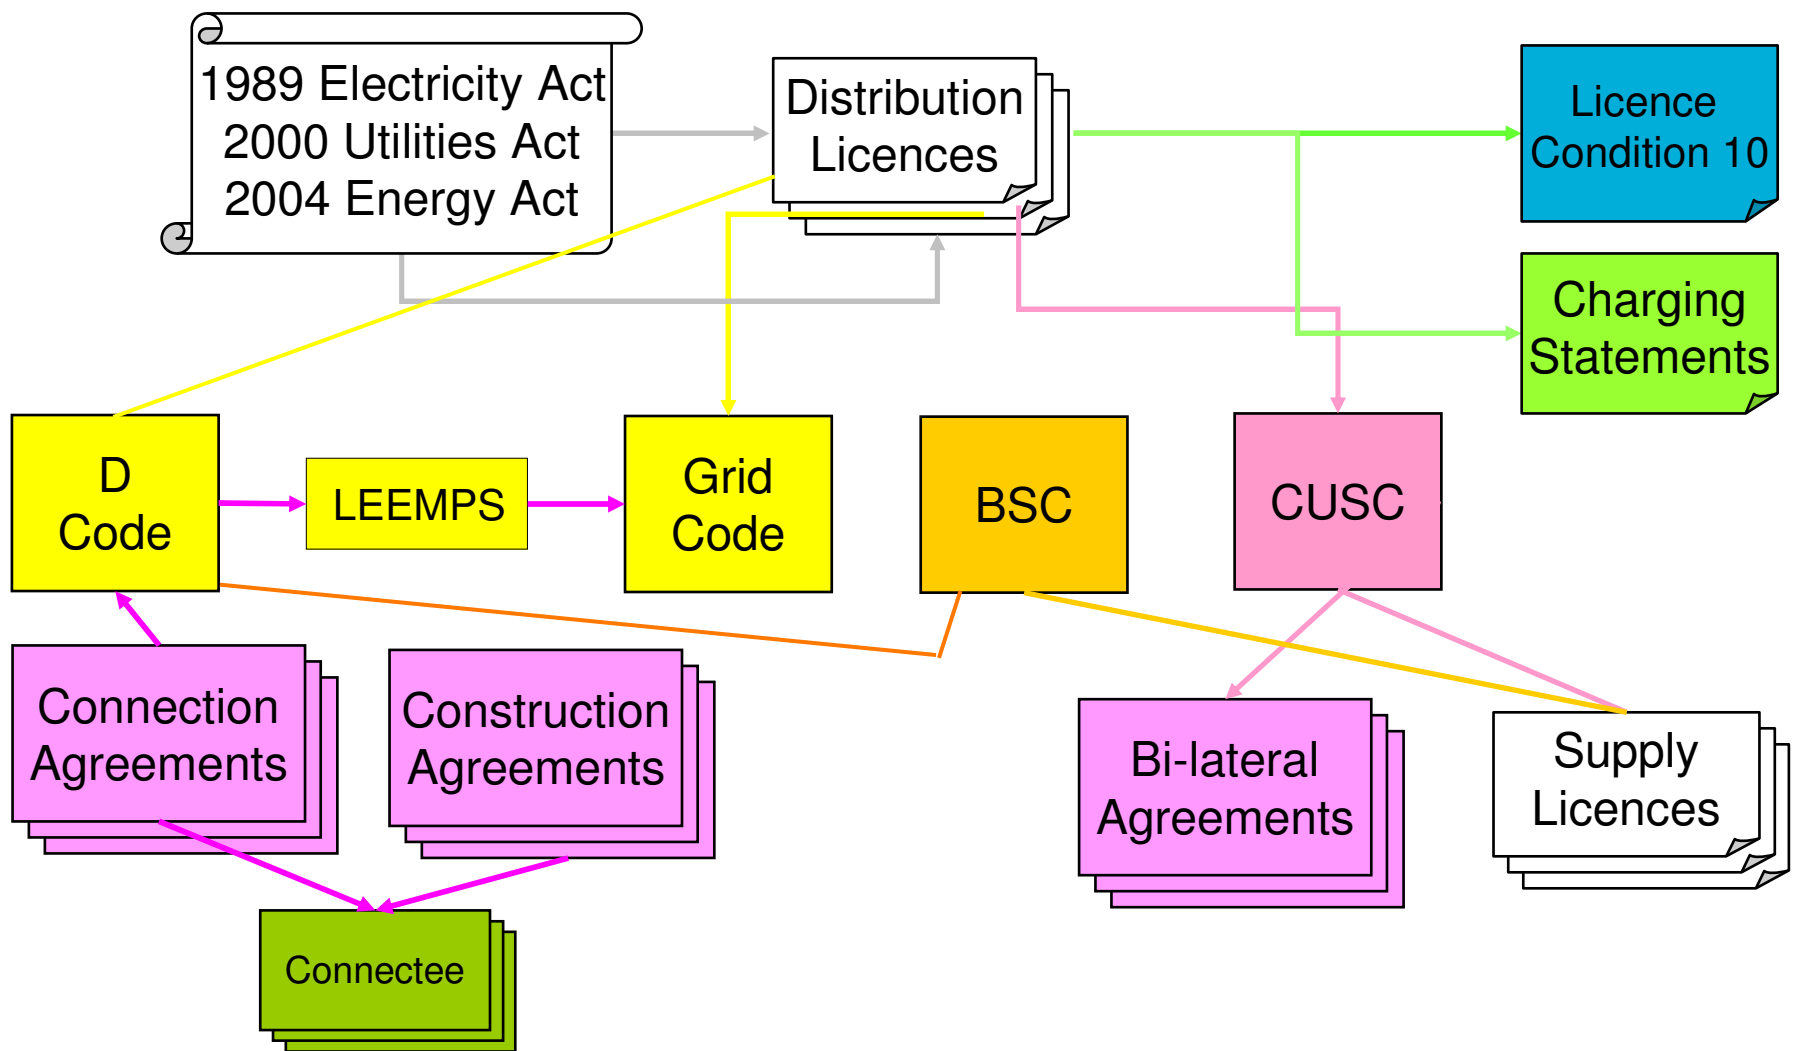 1989 Electricity Act
2000 Utilities Act
2004 Energy Act
Distribution
Licences
Licence
Condition 10
Charging
Statements
D
Code
LEEMPS
Grid
Code
BSC
CUSC
Connection
Agreements
Construction
Agreements
Bi-lateral
Agreements
Supply
Licences
Connectee